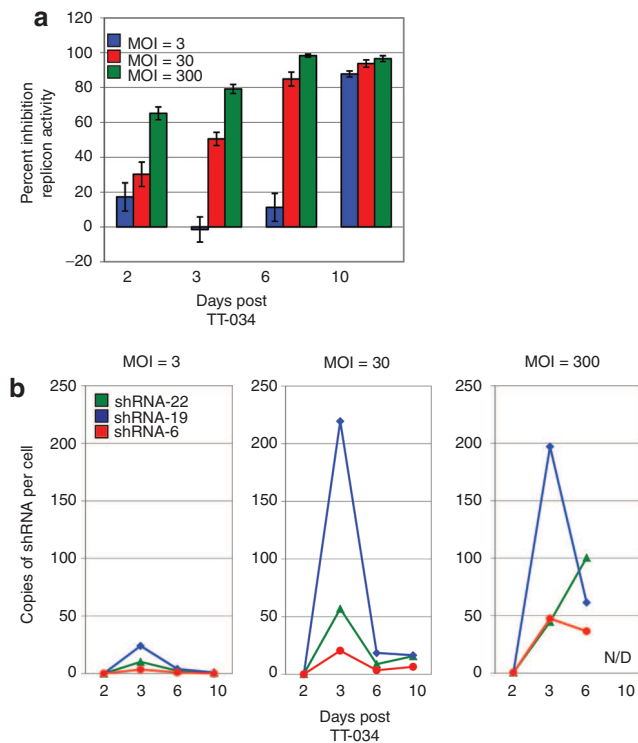 a
120
100
80
60
40
20
0
−20
Percent inhibition
replicon activity
MOI = 3
MOI = 30
MOI = 300
2 3 6 10
Days post
TT-034
b
MOI = 3
MOI = 30
MOI = 300
Copies of shRNA per cell
250
200
150
100
50
0
shRNA-22
shRNA-19
shRNA-6
2 3 6 10
250
200
150
100
50
0
2 3 6 10
Days post
TT-034
250
200
150
100
50
0
N/D
2 3 6 10